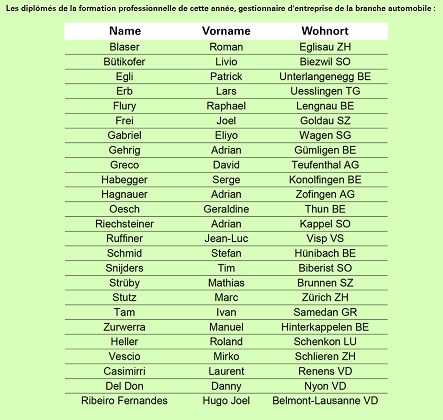 Les diplômés de la formation professionnelle de cette année, gestionnaire d'entreprise de la branche automobile :
Name Vorname Wohnort
Blaser Roman Eglisau ZH
Bütikofer Livio Biezwil SO
Egli Patrick Unterlangenegg BE
Erb Lars Uesslingen TG
Flury Raphael Lengnau BE
Frei Joel Goldau SZ
Gabriel Eliyo Wagen SG
Gehrig Adrian Gümligen BE
Greco David Teufenthal AG
Habegger Serge Konolfingen BE
Hagnauer Adrian Zofingen AG
Oesch Geraldine Thun BE
Riechsteiner Adrian Kappel SO
Ruffiner Jean-Luc Visp VS
Schmid Stefan Hünibach BE
Snijders Tim Biberist SO
Strüby Mathias Brunnen SZ
Stutz Marc Zürich ZH
Tam Ivan Samedan GR
Zurwerra Manuel Hinterkappelen BE
Heller Roland Schenkon LU
Vescio Mirko Schlieren ZH
Casimirri Laurent Renens VD
Del Don Danny Nyon VD
Ribeiro Fernandes Hugo Joel Belmont-Lausanne VD